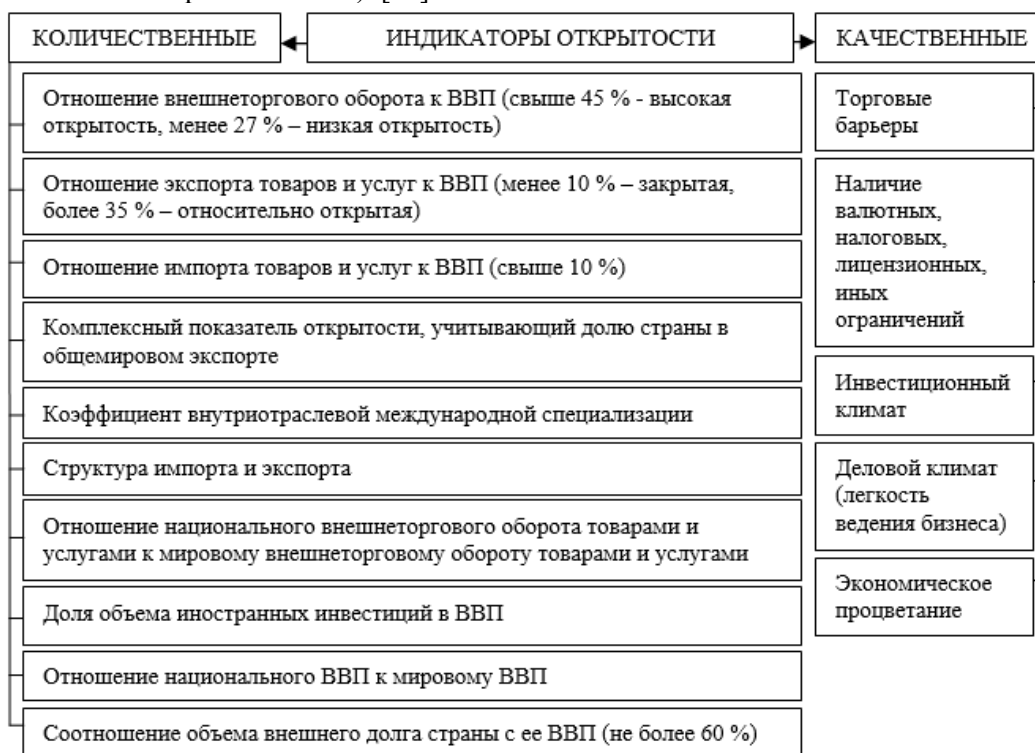 КОЛИЧЕСТВЕННЫЕ
ИНДИКАТОРЫ ОТКРЫТОСТИ
КАЧЕСТВЕННЫЕ
Отношение внешнеторгового оборота к ВВП (свыше 45 % - высокая
открытость, менее 27 % – низкая открытость)
Отношение экспорта товаров и услуг к ВВП (менее 10 % – закрытая,
более 35 % – относительно открытая)
Отношение импорта товаров и услуг к ВВП (свыше 10 %)
Комплексный показатель открытости, учитывающий долю страны в
общемировом экспорте
Коэффициент внутриотраслевой международной специализации
Структура импорта и экспорта
Отношение национального внешнеторгового оборота товарами и
услугами к мировому внешнеторговому обороту товарами и услугами
Доля объема иностранных инвестиций в ВВП
Отношение национального ВВП к мировому ВВП
Соотношение объема внешнего долга страны с ее ВВП (не более 60 %)
Торговые
барьеры
Наличие
валютных,
налоговых,
лицензионных,
иных
ограничений
Инвестиционный
климат
Деловой климат
(легкость
ведения бизнеса)
Экономическое
процветание